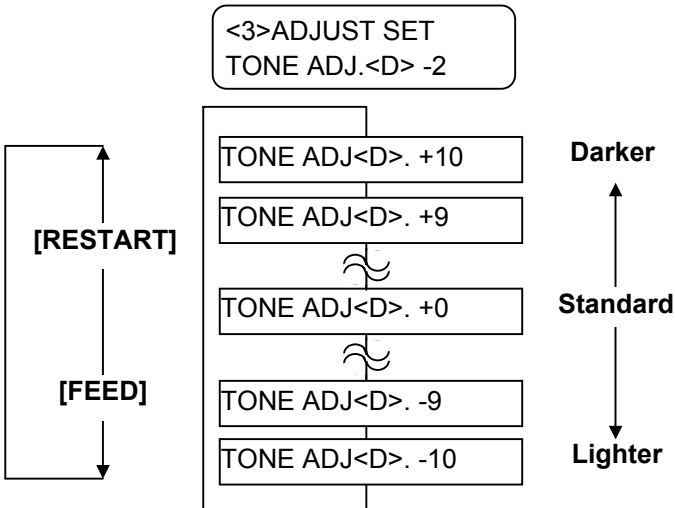 <3>ADJUST SET
TONE ADJ.<D> -2
TONE ADJ<D>. +10
Darker
TONE ADJ<D>. +9
[RESTART]
TONE ADJ<D>. +0
Standard
[FEED]
TONE ADJ<D>. -9
TONE ADJ<D>. -10
Lighter